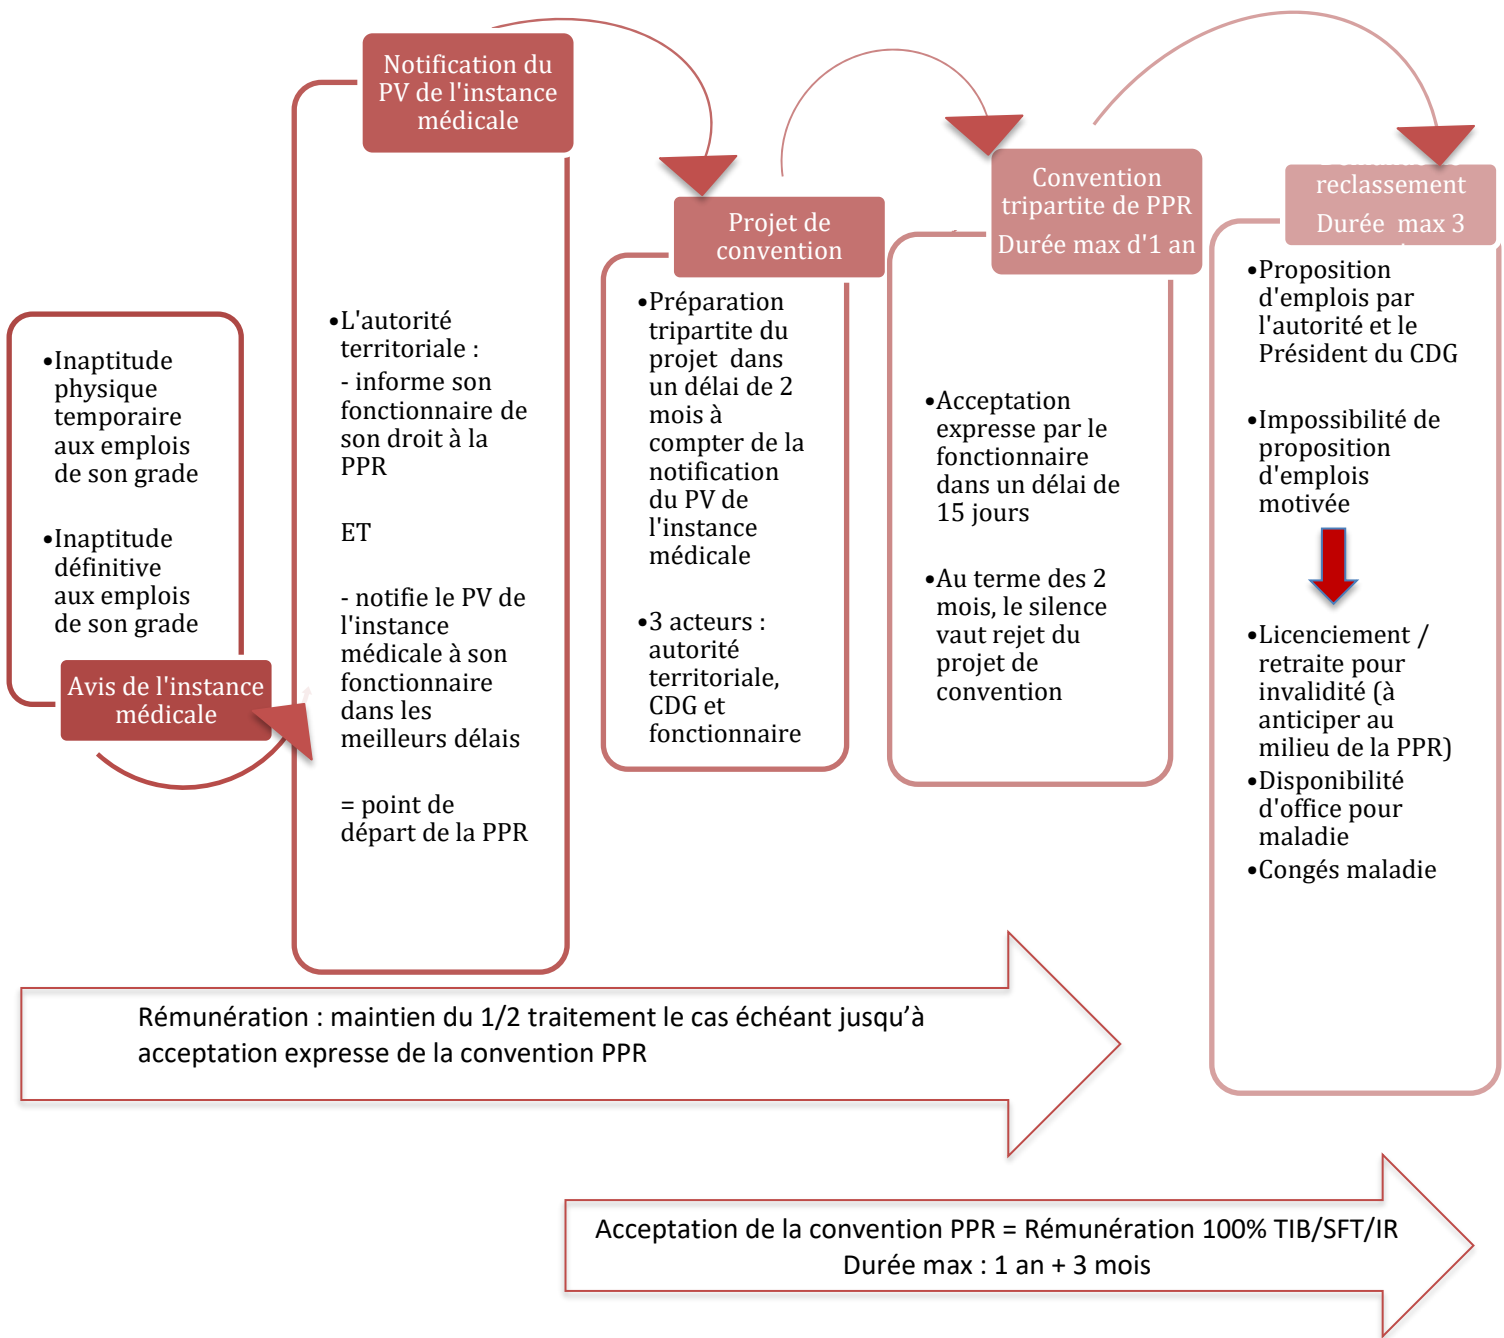 Notification du
PV de l'instance
médicale
Projet de
convention
Convention
tripartite de PPR
Durée max d'1 an
reclassement
Durée max 3
•Inaptitude
physique
temporaire
aux emplois
de son grade
•Inaptitude
définitive
aux emplois
de son grade
Avis de l'instance
médicale
•L'autorité
territoriale :
- informe son
fonctionnaire de
son droit à la
PPR
ET
- notifie le PV de
l'instance
médicale à son
fonctionnaire
dans les
meilleurs délais
= point de
départ de la PPR
•Préparation
tripartite du
projet dans
un délai de 2
mois à
compter de la
notification
du PV de
l'instance
médicale
•3 acteurs :
autorité
territoriale,
CDG et
fonctionnaire
•Acceptation
expresse par le
fonctionnaire
dans un délai de
15 jours
•Au terme des 2
mois, le silence
vaut rejet du
projet de
convention
•Proposition
d'emplois par
l'autorité et le
Président du CDG
•Impossibilité de
proposition
d'emplois
motivée
•Licenciement /
retraite pour
invalidité (à
anticiper au
milieu de la PPR)
•Disponibilité
d'office pour
maladie
•Congés maladie
Rémunération : maintien du 1/2 traitement le cas échéant jusqu’à
acceptation expresse de la convention PPR
Acceptation de la convention PPR = Rémunération 100% TIB/SFT/IR
Durée max : 1 an + 3 mois